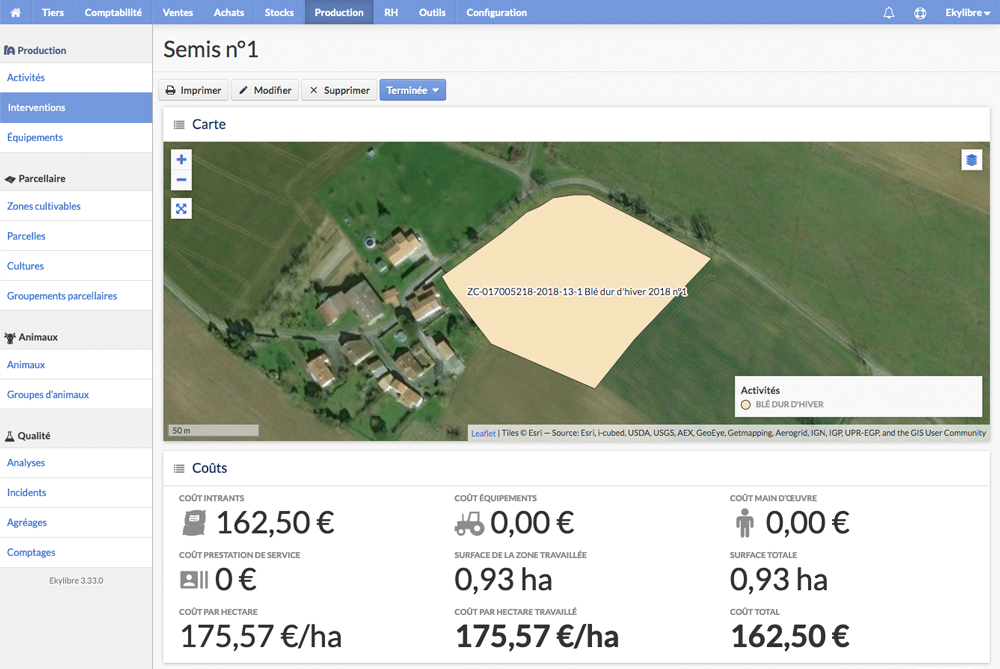 Tiers Comptabilité Ventes Achats Stocks Production RH Outils Configuration Ekylibre
Production
Activités
Interventions
Équipements
Parcellaire
Zones cultivables
Parcelles
Cultures
Groupements parcellaires
Animaux
Animaux
Groupes d'animaux
Qualité
Analyses
Incidents
Agréages
Comptages
Ekylibre 3.33.0
Semis n°1
Imprimer Modifier Supprimer Terminée
Carte
+
−
ZC-017005218-2018-13-1 Blé dur d'hiver 2018 n°1
Activités
BLÉ DUR D'HIVER
50 m
Leaflet | Tiles © Esri — Source: Esri, i-cubed, USDA, USGS, AEX, GeoEye, Getmapping, Aerogrid, IGN, IGP, UPR-EGP, and the GIS User Community
Coûts
COÛT INTRANTS COÛT ÉQUIPEMENTS COÛT MAIN D'ŒUVRE
162,50 € 0,00 € 0,00 €
COÛT PRESTATION DE SERVICE SURFACE DE LA ZONE TRAVAILLÉE SURFACE TOTALE
0 € 0,93 ha 0,93 ha
COÛT PAR HECTARE COÛT PAR HECTARE TRAVAILLÉ COÛT TOTAL
175,57 €/ha 175,57 €/ha 162,50 €